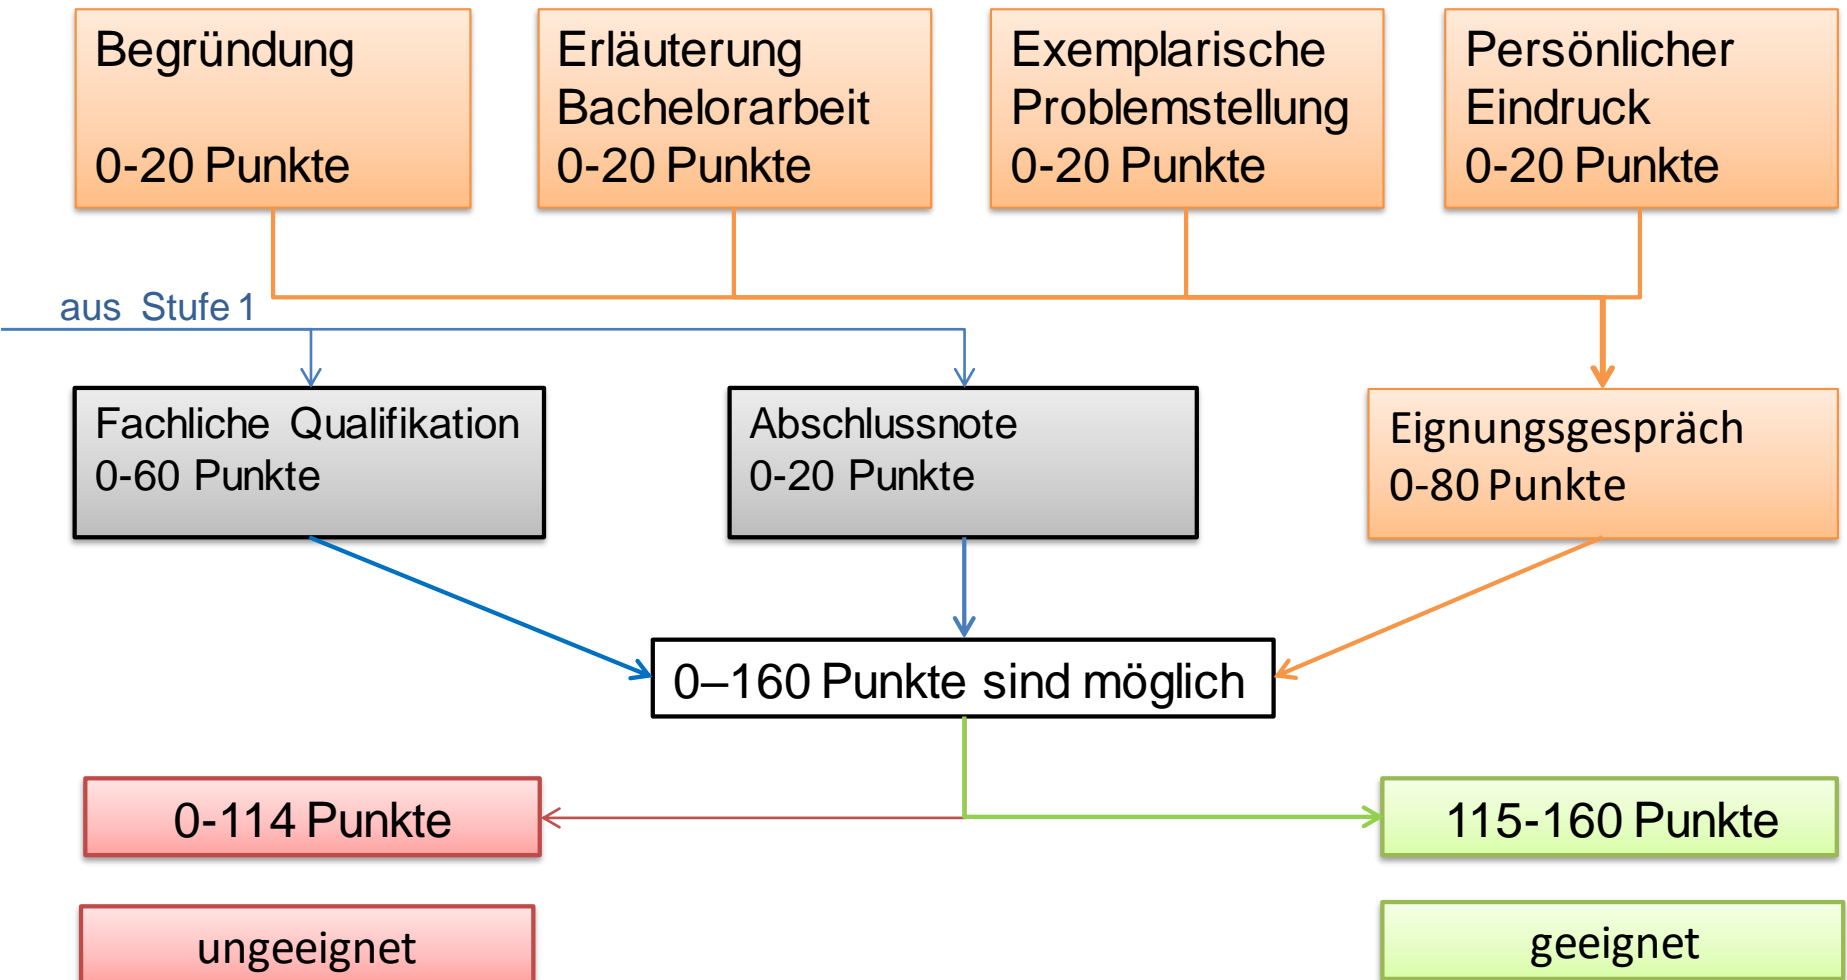 Begründung
0-20 Punkte
Erläuterung
Bachelorarbeit
0-20 Punkte
Exemplarische
Problemstellung
0-20 Punkte
Persönlicher
Eindruck
0-20 Punkte
aus Stufe 1
Fachliche Qualifikation
0-60 Punkte
Abschlussnote
0-20 Punkte
Eignungsgespräch
0-80 Punkte
0–160 Punkte sind möglich
0-114 Punkte
115-160 Punkte
ungeeignet
geeignet